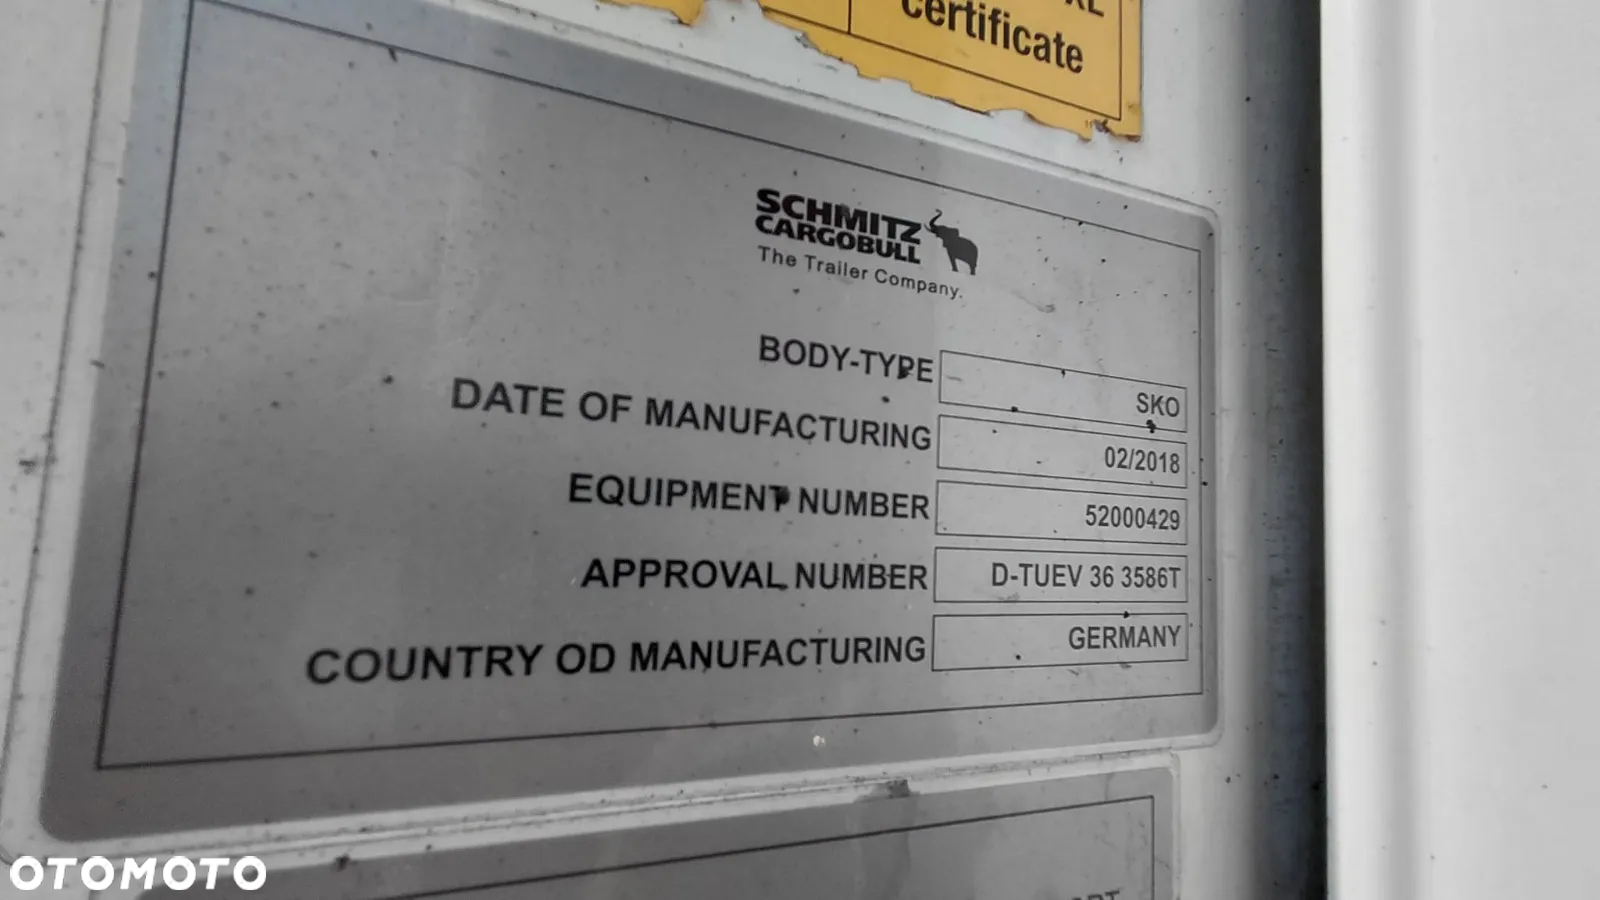 certificate
SCHMITZ
CARGOBULL
The Trailer Company.
BODY-TYPE SKO
DATE OF MANUFACTURING 02/2018
EQUIPMENT NUMBER 52000429
APPROVAL NUMBER D-TUEV 36 3586T
COUNTRY OD MANUFACTURING GERMANY
OTOMOTO